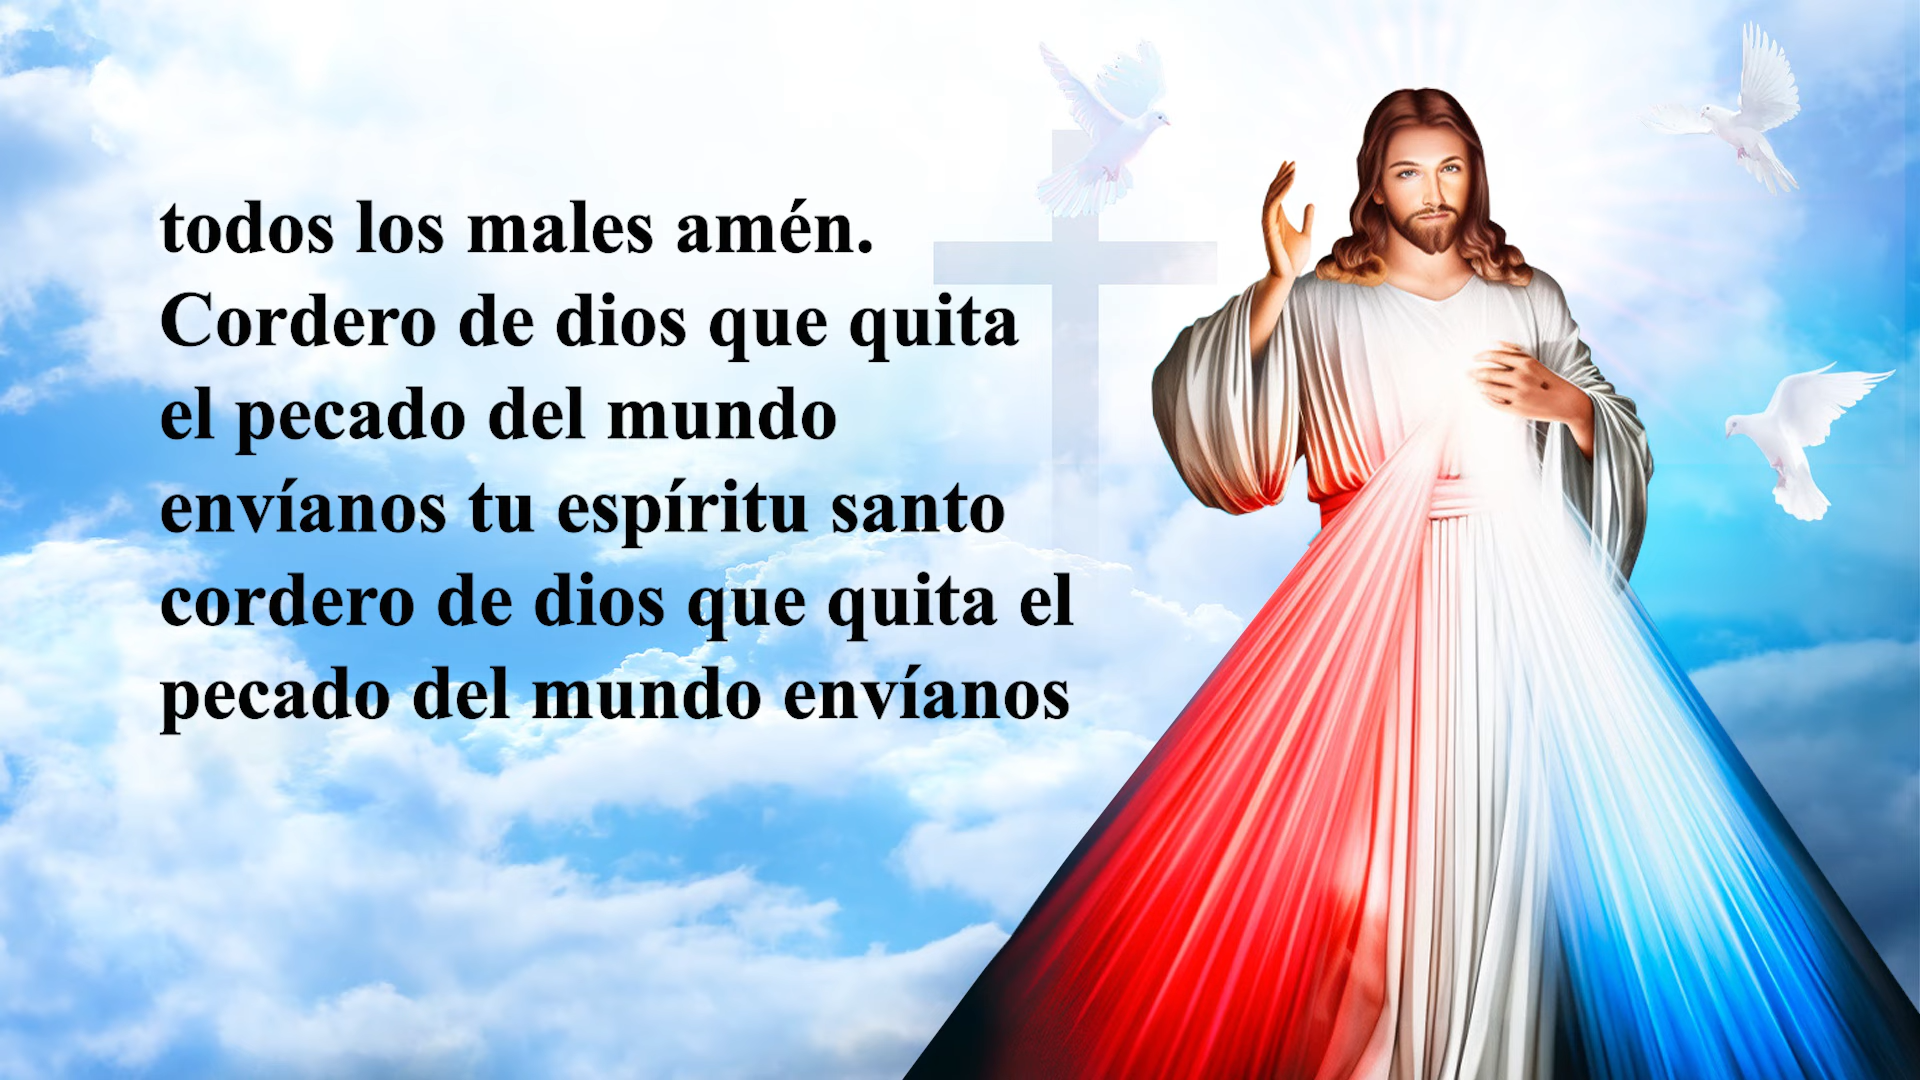 todos los males amén.
Cordero de dios que quita
el pecado del mundo
envíanos tu espíritu santo
cordero de dios que quita el
pecado del mundo envíanos